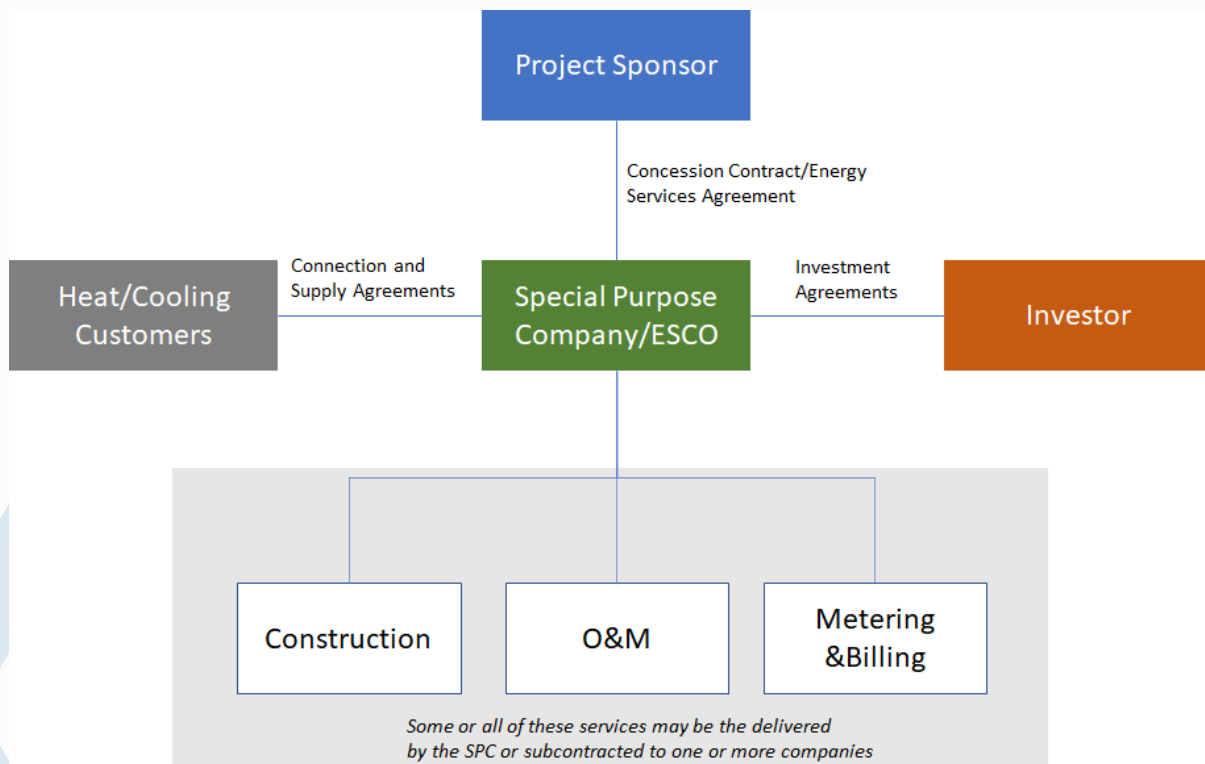 Project Sponsor
Concession Contract/Energy
Services Agreement
Heat/Cooling
Customers
Connection and
Supply Agreements
Special Purpose
Company/ESCO
Investment
Agreements
Investor
Construction
O&M
Metering
&Billing
Some or all of these services may be the delivered
by the SPC or subcontracted to one or more companies